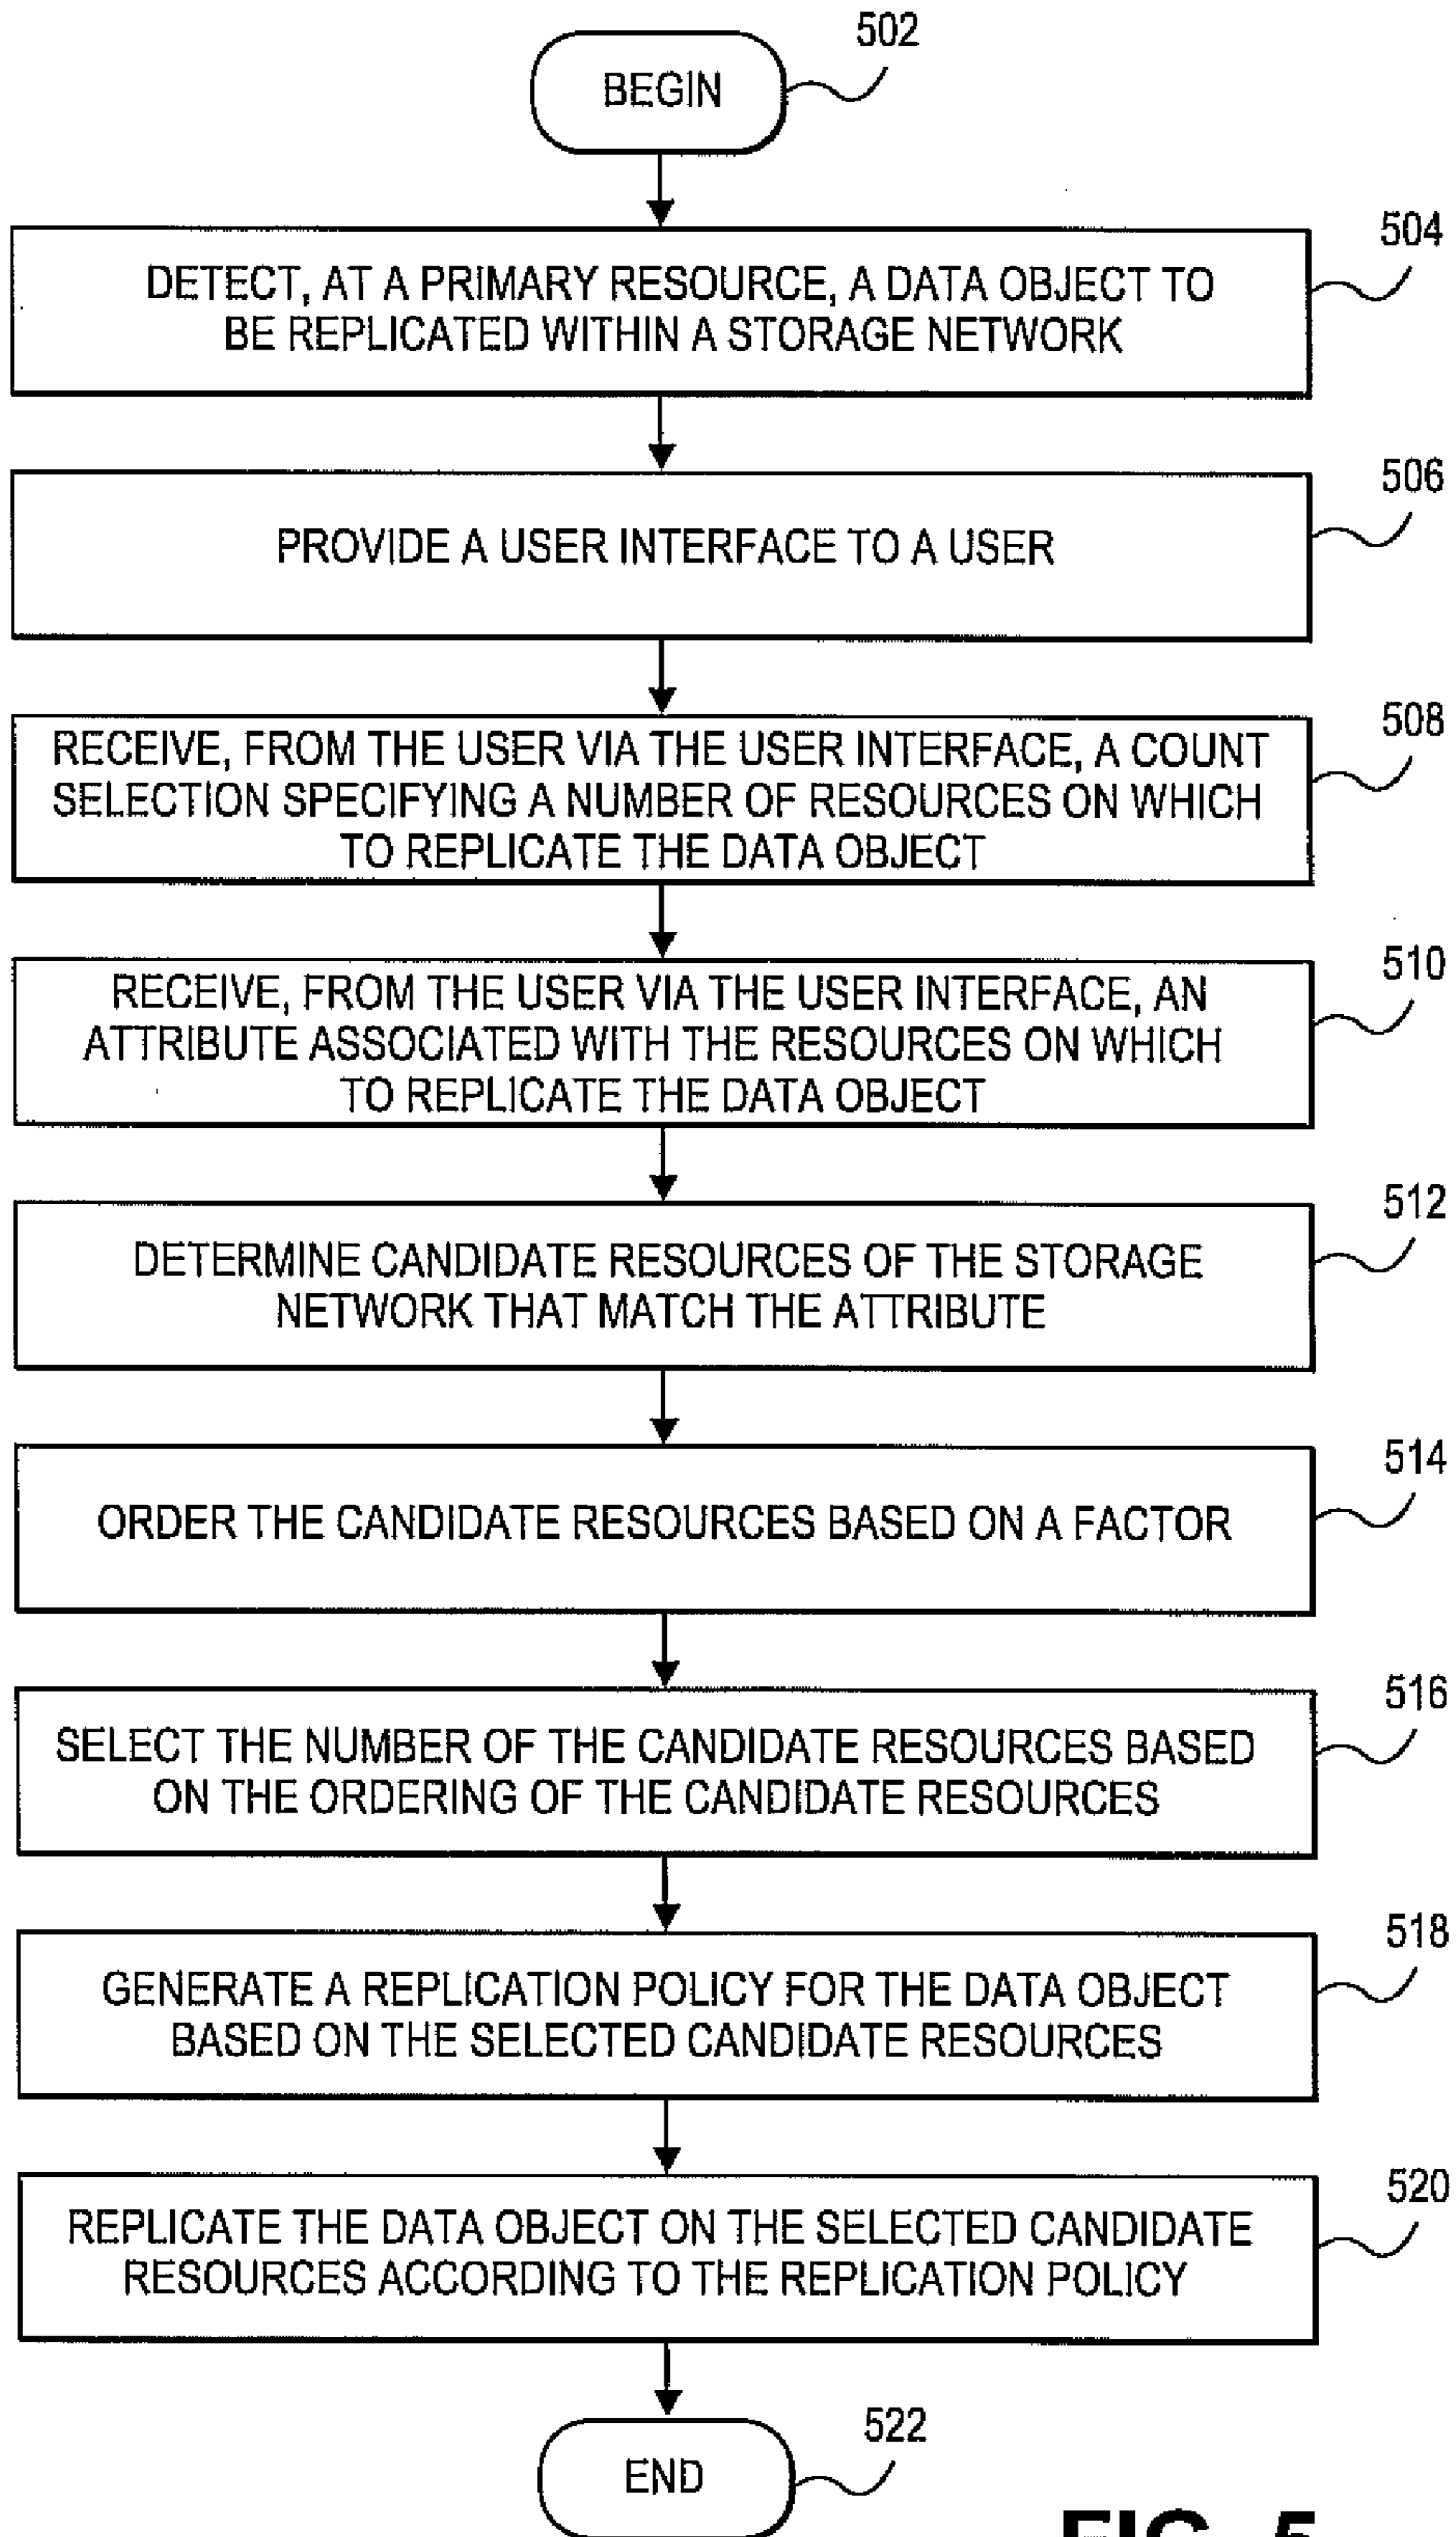 502
BEGIN
504
DETECT, AT A PRIMARY RESOURCE, A DATA OBJECT TO
BE REPLICATED WITHIN A STORAGE NETWORK
506
PROVIDE A USER INTERFACE TO A USER
508
RECEIVE, FROM THE USER VIA THE USER INTERFACE, A COUNT
SELECTION SPECIFYING A NUMBER OF RESOURCES ON WHICH
TO REPLICATE THE DATA OBJECT
510
RECEIVE, FROM THE USER VIA THE USER INTERFACE, AN
ATTRIBUTE ASSOCIATED WITH THE RESOURCES ON WHICH
TO REPLICATE THE DATA OBJECT
512
DETERMINE CANDIDATE RESOURCES OF THE STORAGE
NETWORK THAT MATCH THE ATTRIBUTE
514
ORDER THE CANDIDATE RESOURCES BASED ON A FACTOR
516
SELECT THE NUMBER OF THE CANDIDATE RESOURCES BASED
ON THE ORDERING OF THE CANDIDATE RESOURCES
518
GENERATE A REPLICATION POLICY FOR THE DATA OBJECT
BASED ON THE SELECTED CANDIDATE RESOURCES
520
REPLICATE THE DATA OBJECT ON THE SELECTED CANDIDATE
RESOURCES ACCORDING TO THE REPLICATION POLICY
522
END
FIG. 5